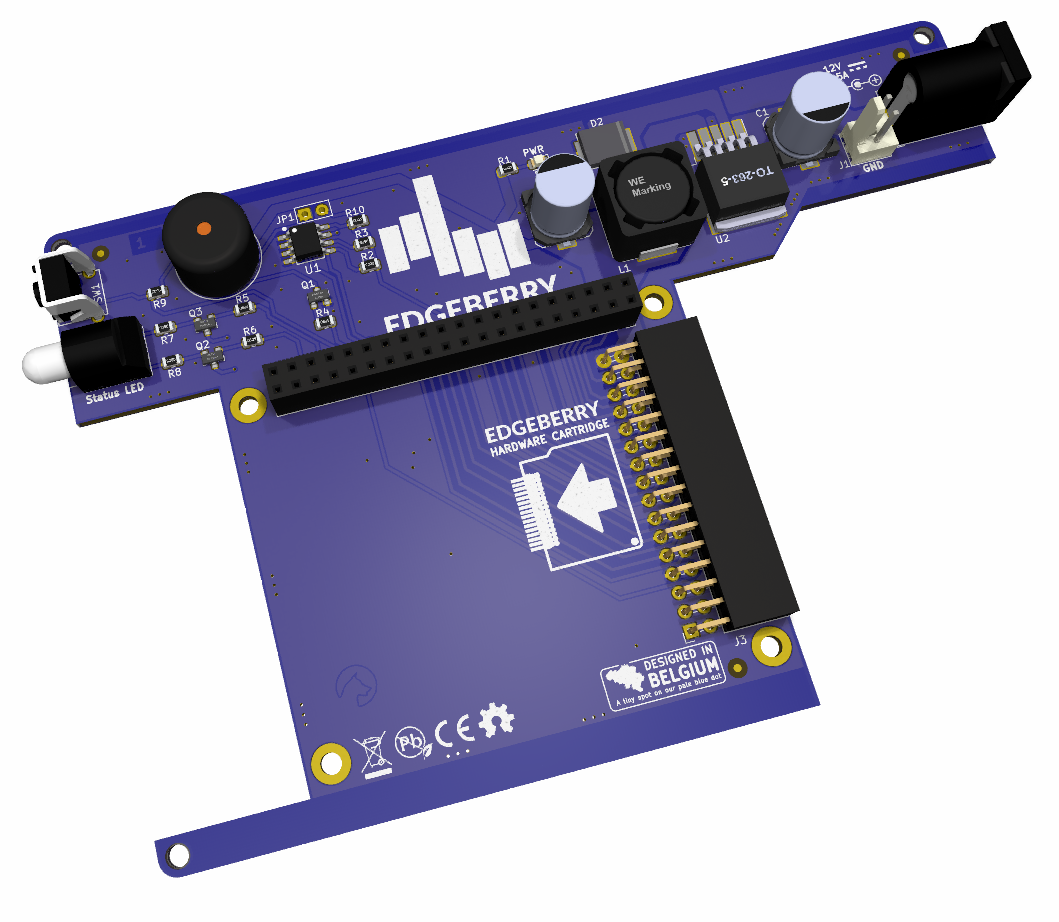 12V
5A
C1
J1
GND
D2
PWR
R1
WE
Marking
TO-263-5
U2
L1
1
JP1
R10
R3
R2
U1
Q1
R4
SW1
R9
R5
Q3
R7
R6
Q2
R8
Status LED
EDGEBERRY
EDGEBERRY
HARDWARE CARTRIDGE
J3
DESIGNED IN
BELGIUM
A tiny spot on our pale blue dot
Pb
CE